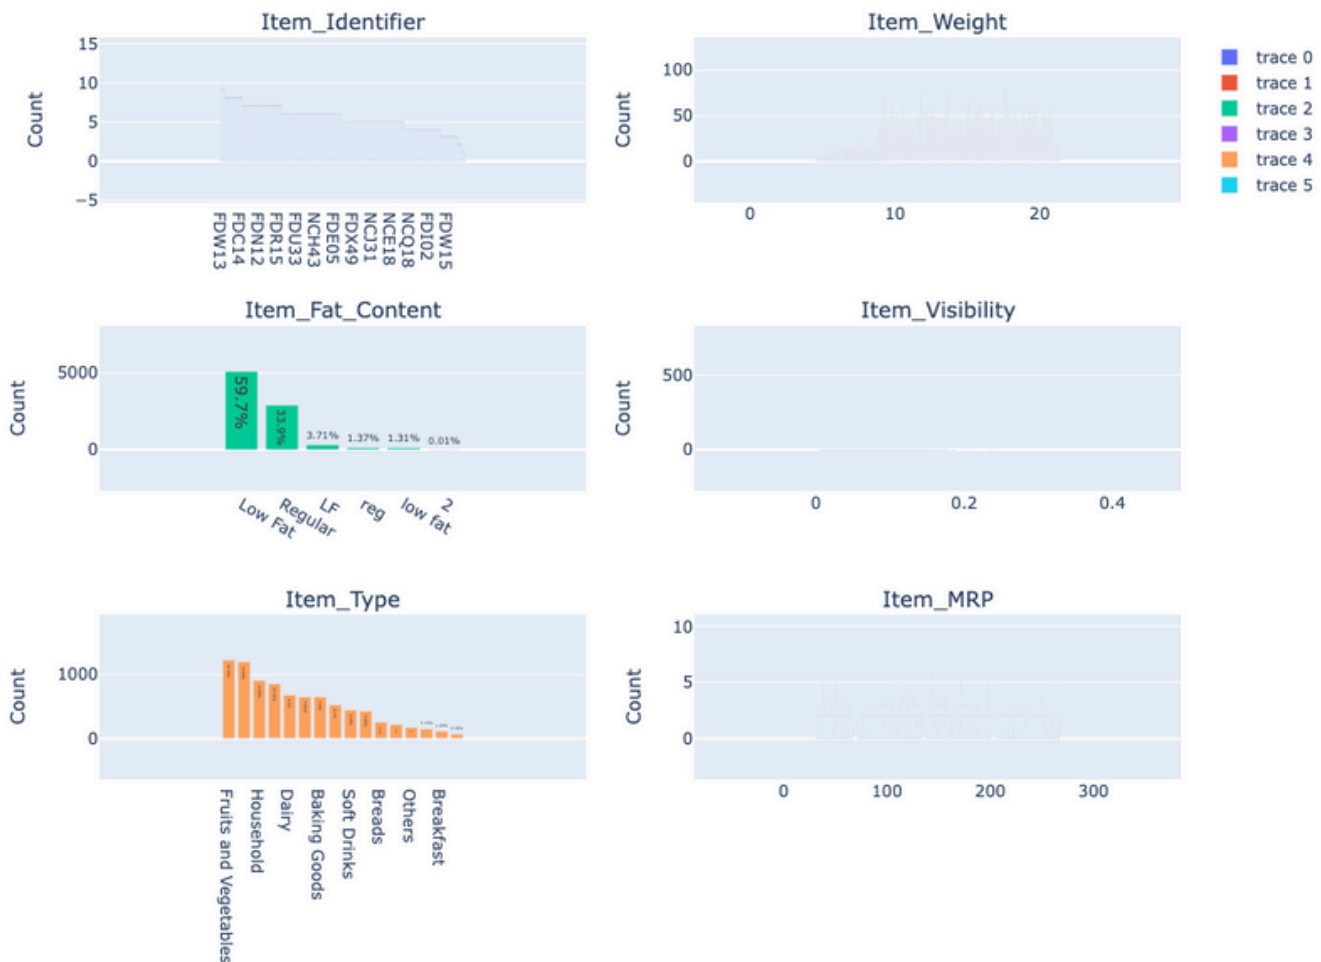 Item_Identifier
Item_Weight
15
10
5
0
−5
Count
FDW13
FDC14
FDN12
FDR15
FDU33
NCH43
FDE05
FDX49
NCJ31
NCE18
NCQ18
FDI02
FDW15
100
50
0
Count
0
10
20
trace 0
trace 1
trace 2
trace 3
trace 4
trace 5
Item_Fat_Content
Item_Visibility
5000
0
Count
59.7%
33.9%
3.71%
1.37%
1.31%
0.01%
Low Fat
Regular
LF
reg
low fat
2
500
0
Count
0
0.2
0.4
Item_Type
Item_MRP
1000
0
Count
Fruits and Vegetables
Household
Dairy
Baking Goods
Soft Drinks
Breads
Others
Breakfast
10
5
0
Count
0
100
200
300